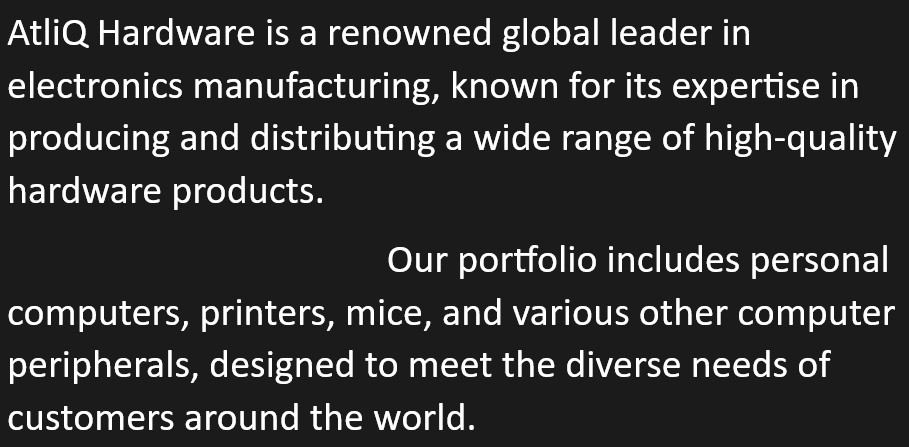 AtliQ Hardware is a renowned global leader in
electronics manufacturing, known for its expertise in
producing and distributing a wide range of high-quality
hardware products.
Our portfolio includes personal
computers, printers, mice, and various other computer
peripherals, designed to meet the diverse needs of
customers around the world.